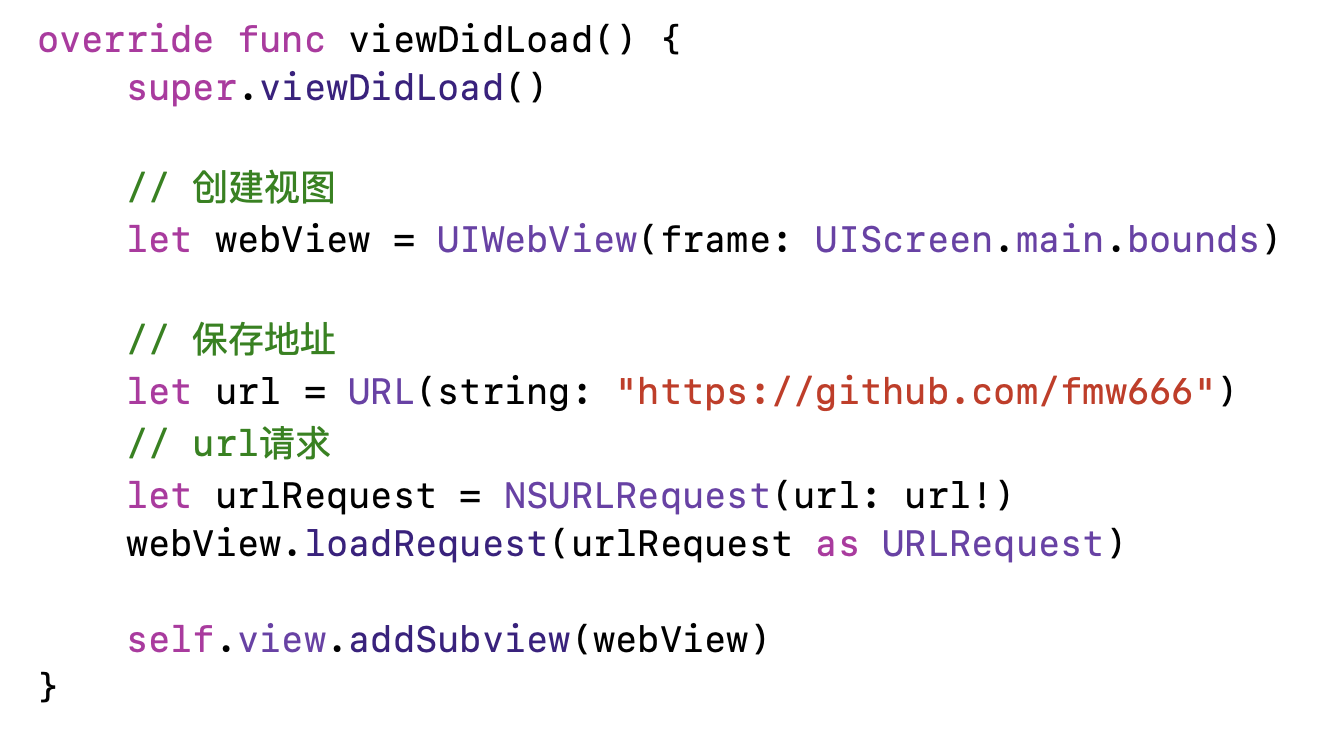 override func viewDidLoad() {
    super.viewDidLoad()

    // 创建视图
    let webView = UIWebView(frame: UIScreen.main.bounds)

    // 保存地址
    let url = URL(string: "https://github.com/fmw666")
    // url请求
    let urlRequest = NSURLRequest(url: url!)
    webView.loadRequest(urlRequest as URLRequest)

    self.view.addSubview(webView)
}